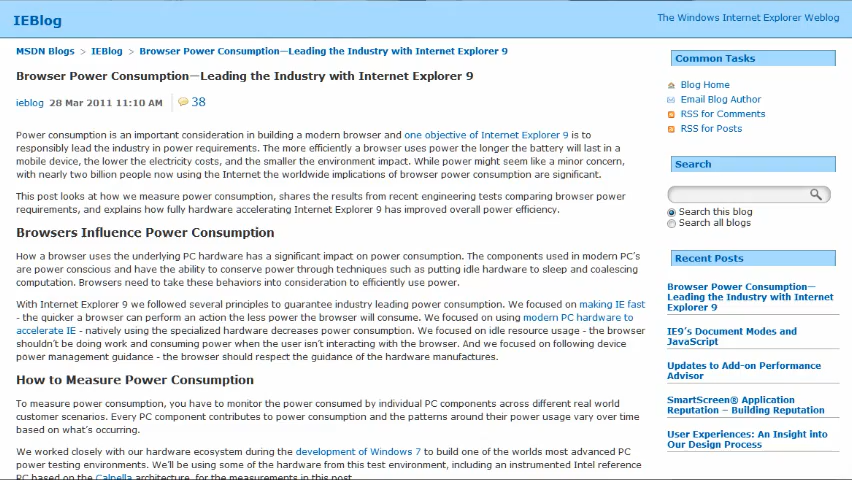 IEBlog
The Windows Internet Explorer Weblog
MSDN Blogs > IEBlog > Browser Power Consumption—Leading the Industry with Internet Explorer 9
Browser Power Consumption—Leading the Industry with Internet Explorer 9
ieblog 28 Mar 2011 11:10 AM 38
Power consumption is an important consideration in building a modern browser and one objective of Internet Explorer 9 is to
responsibly lead the industry in power requirements. The more efficiently a browser uses power the longer the battery will last in a
mobile device, the lower the electricity costs, and the smaller the environment impact. While power might seem like a minor concern,
with nearly two billion people now using the Internet the worldwide implications of browser power consumption are significant.
This post looks at how we measure power consumption, shares the results from recent engineering tests comparing browser power
requirements, and explains how fully hardware accelerating Internet Explorer 9 has improved overall power efficiency.
Browsers Influence Power Consumption
How a browser uses the underlying PC hardware has a significant impact on power consumption. The components used in modern PC's
are power conscious and have the ability to conserve power through techniques such as putting idle hardware to sleep and coalescing
computation. Browsers need to take these behaviors into consideration to efficiently use power.
With Internet Explorer 9 we followed several principles to guarantee industry leading power consumption. We focused on making IE fast
- the quicker a browser can perform an action the less power the browser will consume. We focused on using modern PC hardware to
accelerate IE - natively using the specialized hardware decreases power consumption. We focused on idle resource usage - the browser
shouldn't be doing work and consuming power when the user isn't interacting with the browser. And we focused on following device
power management guidance - the browser should respect the guidance of the hardware manufactures.
How to Measure Power Consumption
To measure power consumption, you have to monitor the power consumed by individual PC components across different real world
customer scenarios. Every PC component contributes to power consumption and the patterns around their power usage vary over time
based on what's occurring.
We worked closely with our hardware ecosystem during the development of Windows 7 to build one of the worlds most advanced PC
power testing environments. We'll be using some of the hardware from this test environment, including an instrumented Intel reference
PC based on the Calpella architecture, for the measurements in this post.
Common Tasks
Blog Home
Email Blog Author
RSS for Comments
RSS for Posts
Search
Search this blog
Search all blogs
Recent Posts
Browser Power Consumption—
Leading the Industry with Internet
Explorer 9
IE9's Document Modes and
JavaScript
Updates to Add-on Performance
Advisor
SmartScreen® Application
Reputation – Building Reputation
User Experiences: An Insight into
Our Design Process